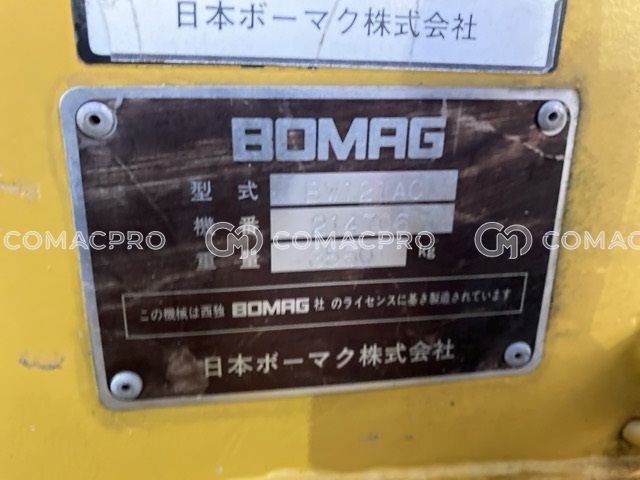 日本ボーマク株式会社
BOMAG
型式
機番
重量 kg
COMACPRO COMACPRO COMACPRO
この機械は西独 BOMAG 社 のライセンスに基き製造されています
日本ボーマク株式会社